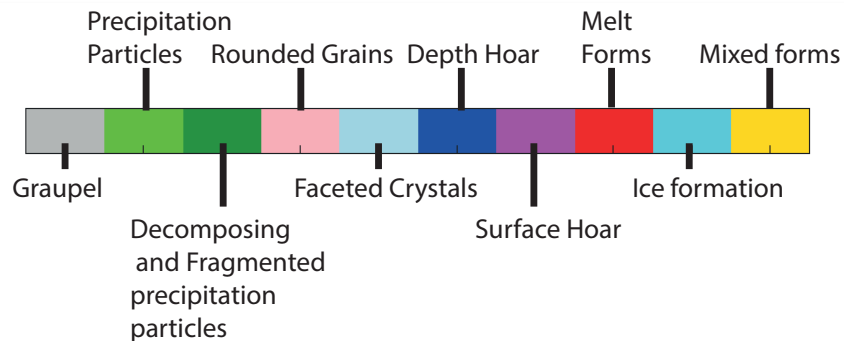 Precipitation
Particles
Rounded Grains
Depth Hoar
Melt
Forms
Mixed forms
Graupel
Decomposing
and Fragmented
precipitation
particles
Faceted Crystals
Surface Hoar
Ice formation